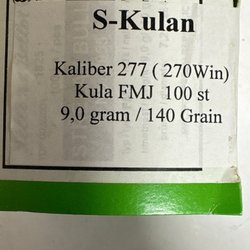 S-Kulan
Kaliber 277 ( 270Win)
Kula FMJ 100 st
9,0 gram / 140 Grain